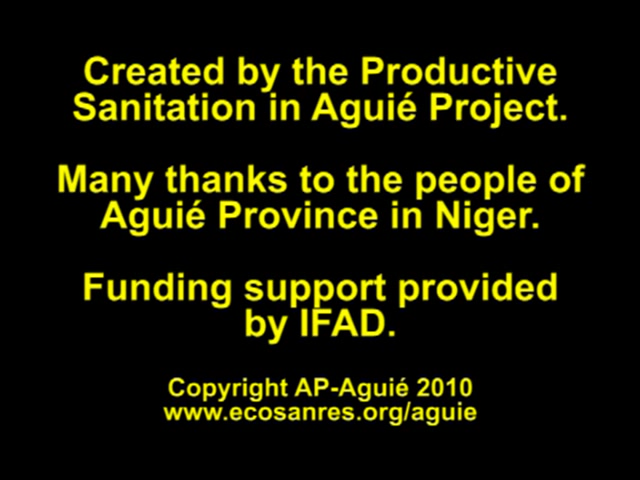 Created by the Productive
Sanitation in Aguié Project.
Many thanks to the people of
Aguié Province in Niger.
Funding support provided
by IFAD.
Copyright AP-Aguié 2010
www.ecosanres.org/aguie